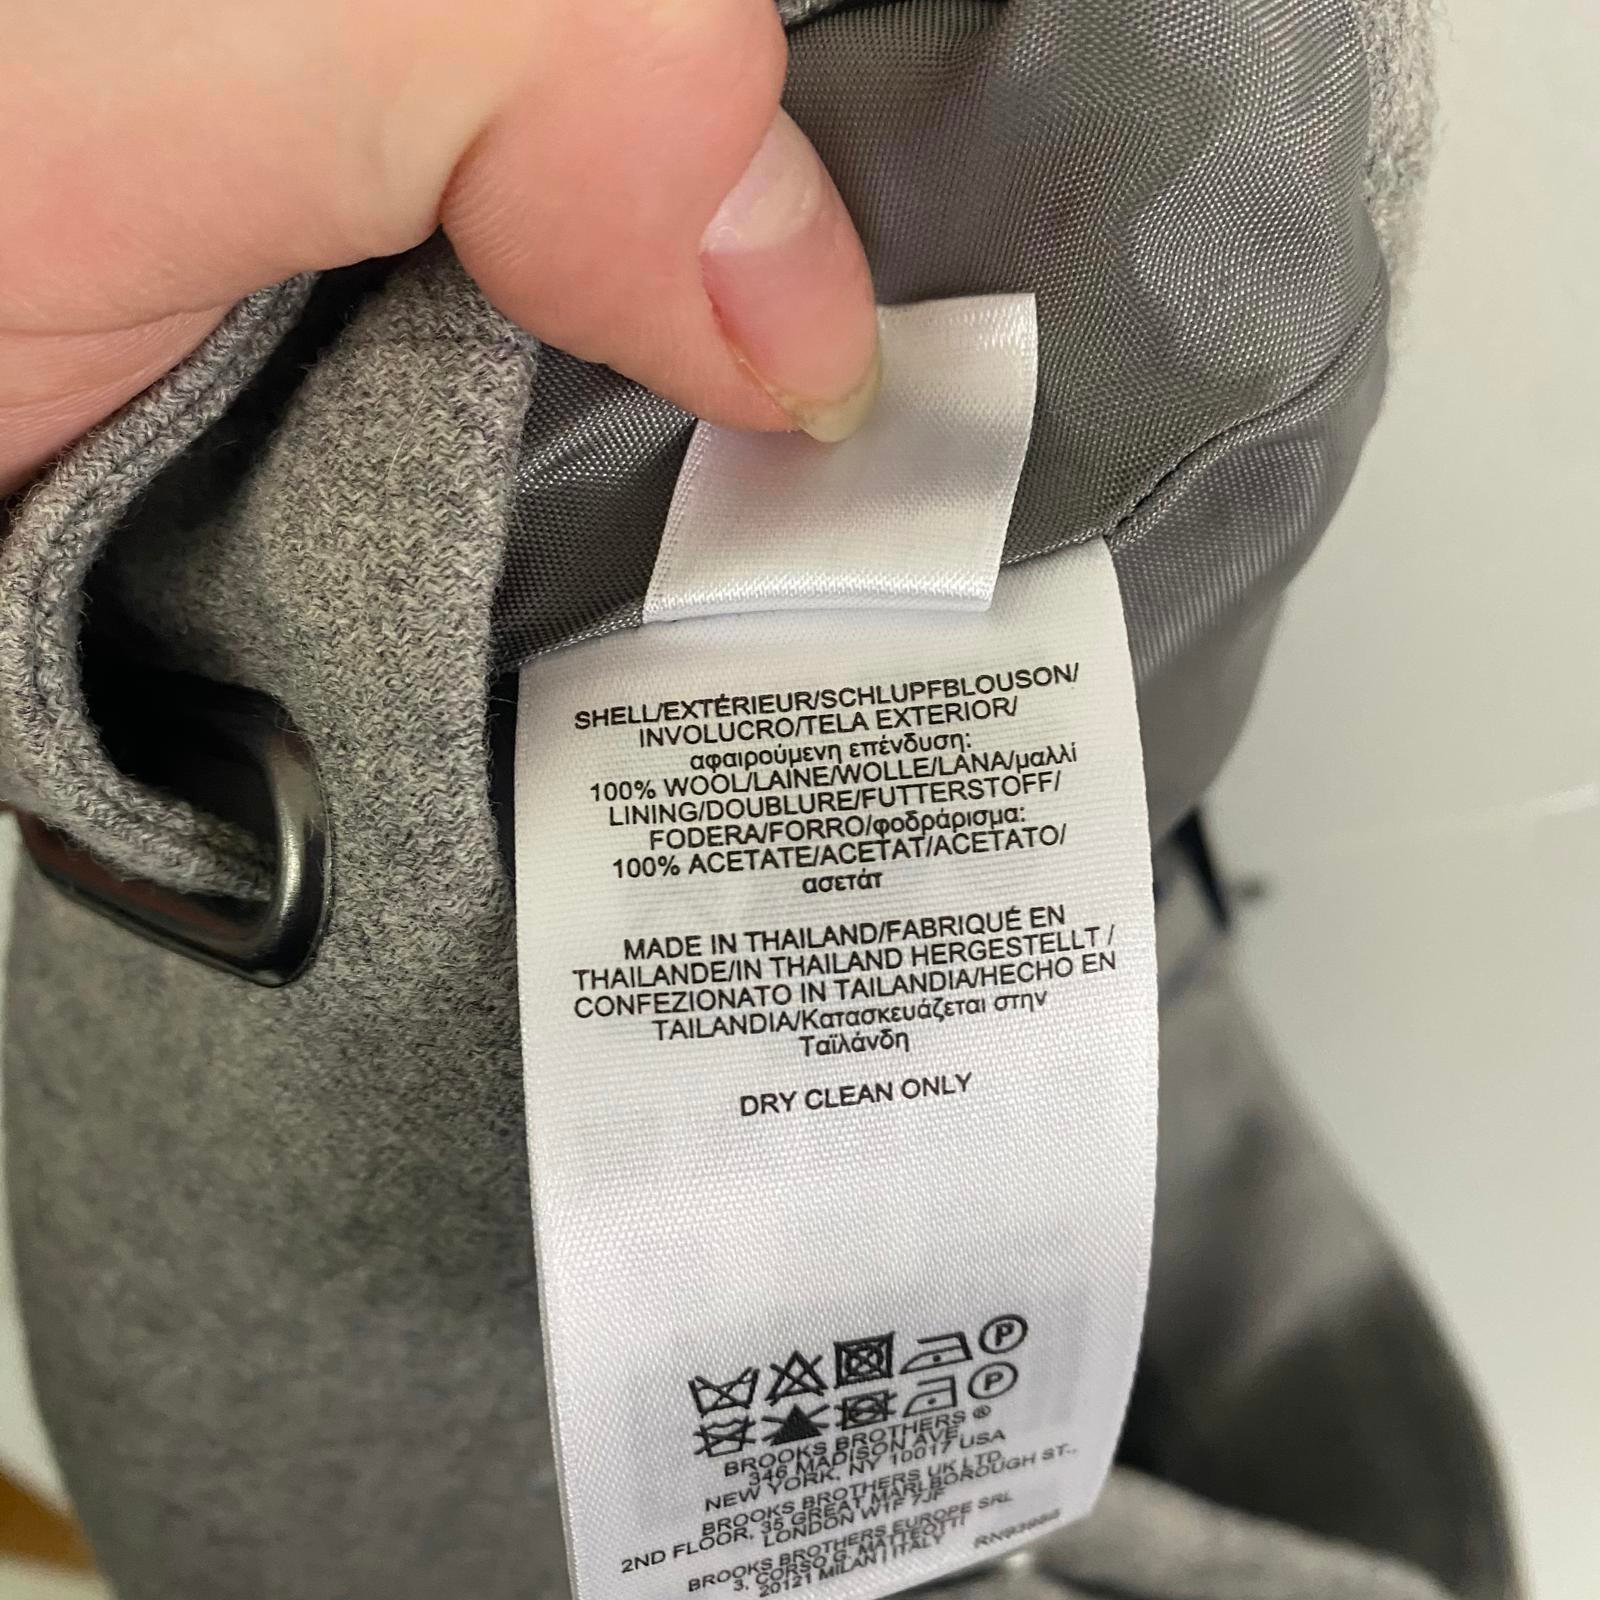 SHELL/EXTÉRIEUR/SCHLUPFBLOUSON/
INVOLUCRO/TELA EXTERIOR/
αφαιρούμενη επένδυση:
100% WOOL/LAINE/WOLLE/LANA/μαλλί
LINING/DOUBLURE/FUTTERSTOFF/
FODERA/FORRO/φοδράρισμα:
100% ACETATE/ACETAT/ACETATO/
ασετάτ
MADE IN THAILAND/FABRIQUÉ EN
THAILANDE/IN THAILAND HERGESTELLT /
CONFEZIONATO IN TAILANDIA/HECHO EN
TAILANDIA/Κατασκευάζεται στην
Ταϊλάνδη
DRY CLEAN ONLY
P
P
BROOKS BROTHERS ®
346 MADISON AVE.
NEW YORK, NY 10017 USA
BROOKS BROTHERS UK LTD.
2ND FLOOR, 35 GREAT MARLBOROUGH ST.,
LONDON W1F 7JF
BROOKS BROTHERS EUROPE SRL
3, CORSO G. MATTEOTTI
20121 MILAN ITALY